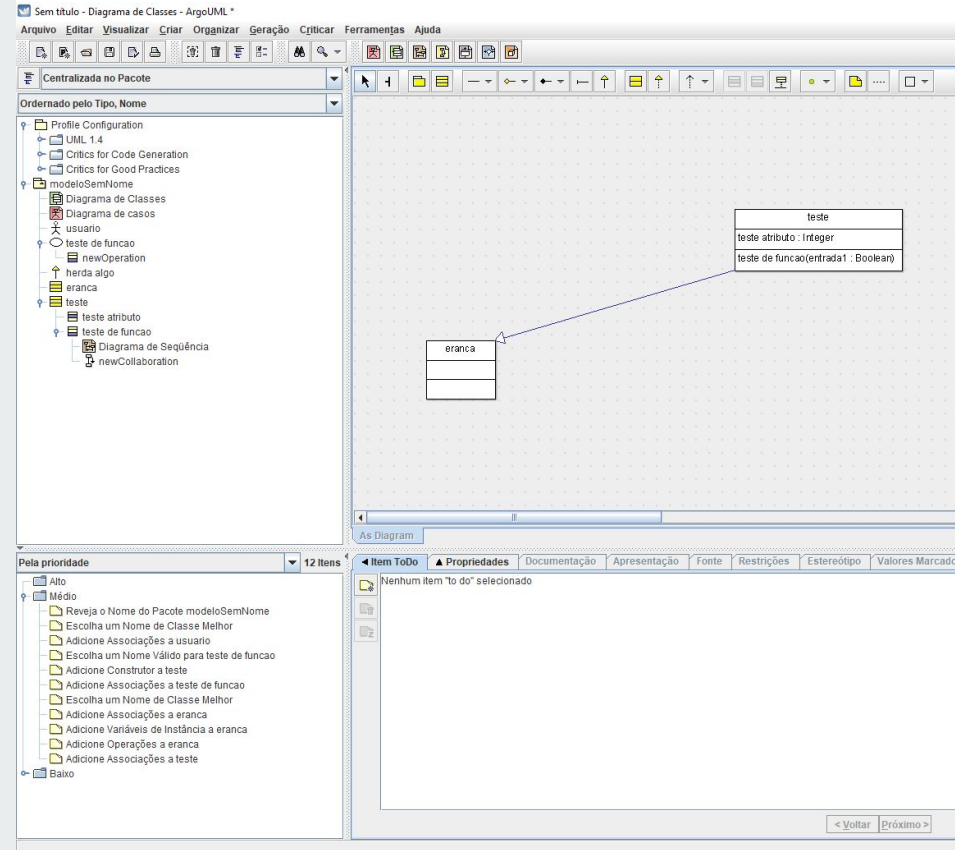 Sem título - Diagrama de Classes - ArgoUML *
Arquivo Editar Visualizar Criar Organizar Geração Criticar Ferramentas Ajuda
Centralizada no Pacote
Ordernado pelo Tipo, Nome
Profile Configuration
UML 1.4
Critics for Code Generation
Critics for Good Practices
modeloSemNome
Diagrama de Classes
Diagrama de casos
usuario
teste de funcao
newOperation
herda algo
eranca
teste
teste atributo
teste de funcao
Diagrama de Seqüência
newCollaboration
teste
teste atributo : Integer
teste de funcao(entrada1 : Boolean)
eranca
As Diagram
Pela prioridade 12 Itens
Alto
Médio
Reveja o Nome do Pacote modeloSemNome
Escolha um Nome de Classe Melhor
Adicione Associações a usuario
Escolha um Nome Válido para teste de funcao
Adicione Construtor a teste
Adicione Associações a teste de funcao
Escolha um Nome de Classe Melhor
Adicione Associações a eranca
Adicione Variáveis de Instância a eranca
Adicione Operações a eranca
Adicione Associações a teste
Baixo
Item ToDo Propriedades Documentação Apresentação Fonte Restrições Estereótipo Valores Marcado
Nenhum item "to do" selecionado
< Voltar Próximo >